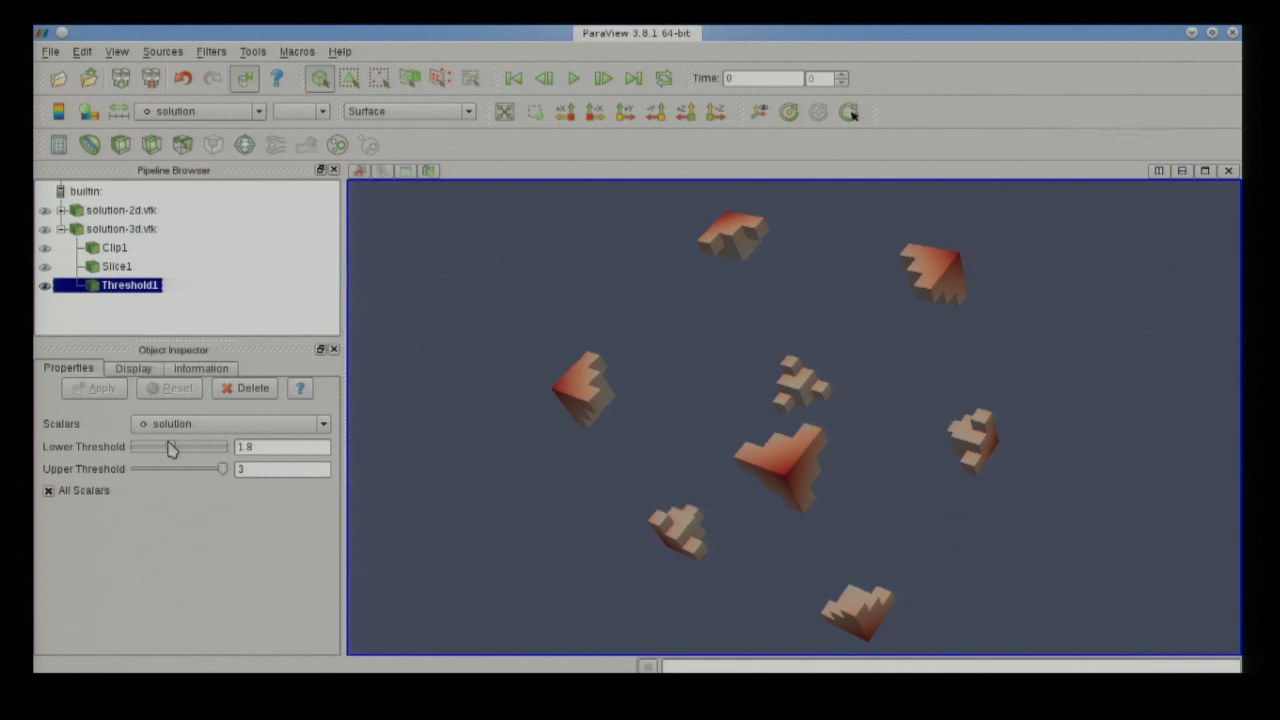 ParaView 3.8.1 64-bit
File Edit View Sources Filters Tools Macros Help
Time: 0 0
solution Surface
Pipeline Browser
builtin:
solution-2d.vtk
solution-3d.vtk
Clip1
Slice1
Threshold1
Object Inspector
Properties Display Information
Apply Reset Delete ?
Scalars solution
Lower Threshold 1.8
Upper Threshold 3
All Scalars